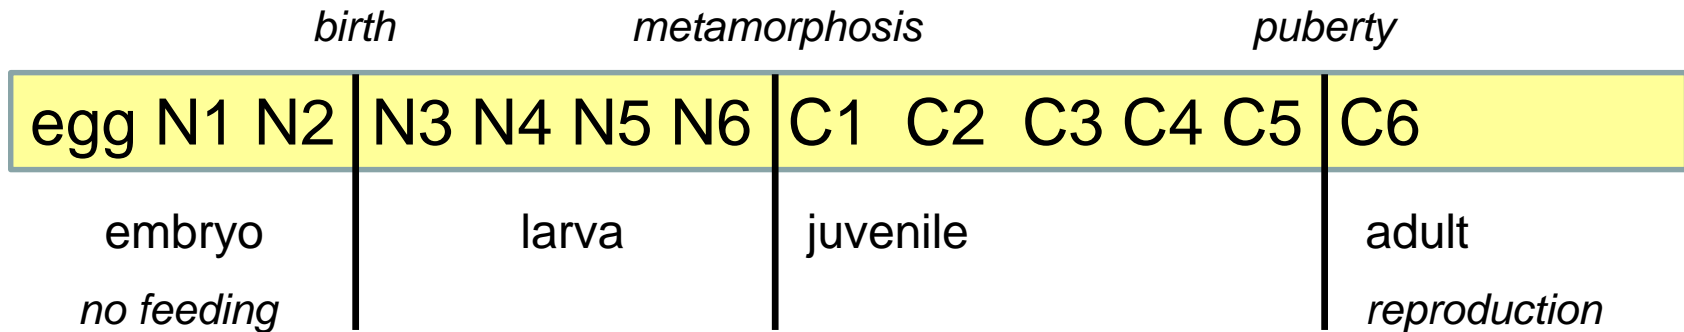 birth metamorphosis puberty
egg N1 N2 N3 N4 N5 N6 C1 C2 C3 C4 C5 C6
embryo larva juvenile adult
no feeding reproduction